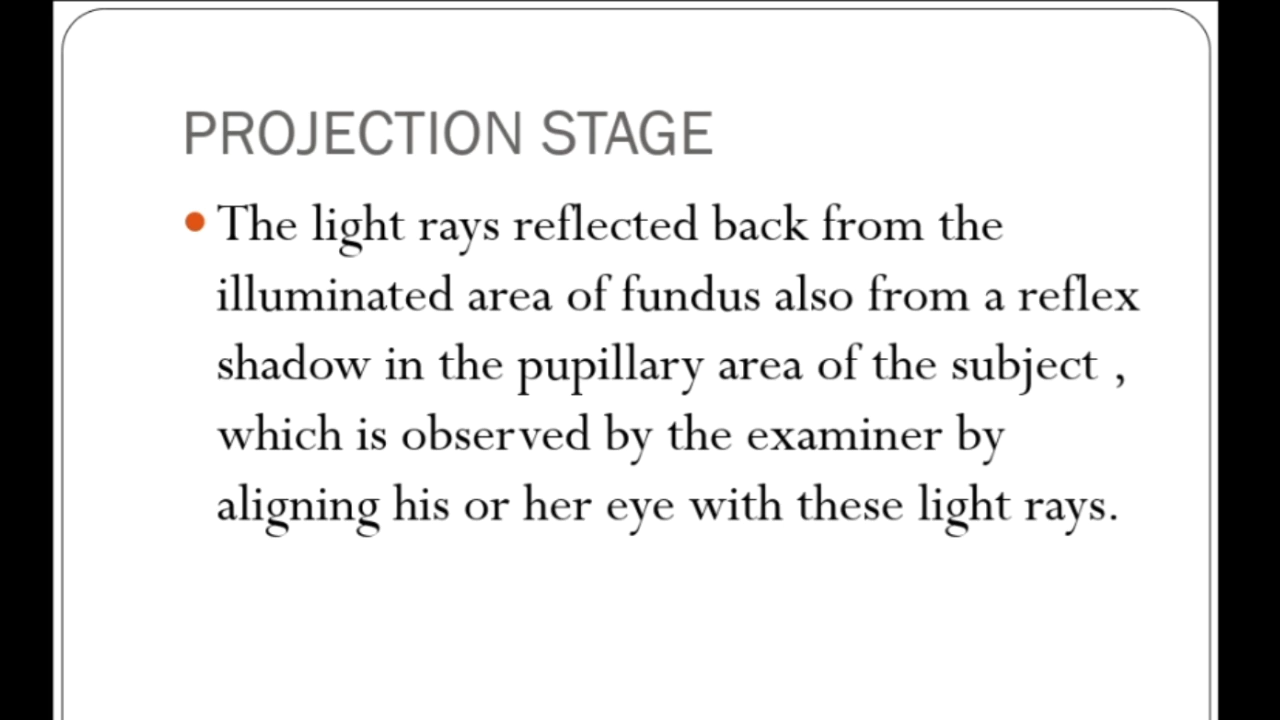 PROJECTION STAGE
• The light rays reflected back from the
illuminated area of fundus also from a reflex
shadow in the pupillary area of the subject ,
which is observed by the examiner by
aligning his or her eye with these light rays.